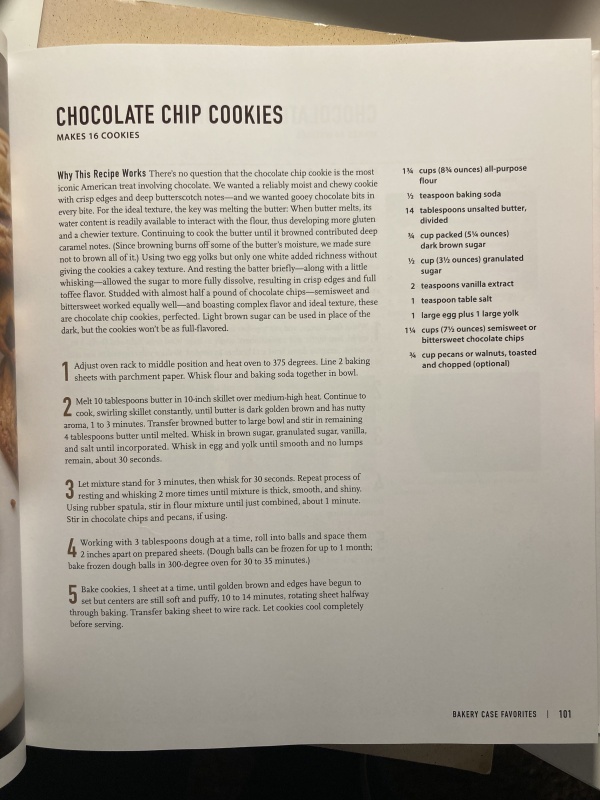 CHOCOLATE CHIP COOKIES
MAKES 16 COOKIES
Why This Recipe Works There's no question that the chocolate chip cookie is the most
iconic American treat involving chocolate. We wanted a reliably moist and chewy cookie
with crisp edges and deep butterscotch notes—and we wanted gooey chocolate bits in
every bite. For the ideal texture, the key was melting the butter: When butter melts, its
water content is readily available to interact with the flour, thus developing more gluten
and a chewier texture. Continuing to cook the butter until it browned contributed deep
caramel notes. (Since browning burns off some of the butter's moisture, we made sure
not to brown all of it.) Using two egg yolks but only one white added richness without
giving the cookies a cakey texture. And resting the batter briefly—along with a little
whisking—allowed the sugar to more fully dissolve, resulting in crisp edges and full
toffee flavor. Studded with almost half a pound of chocolate chips—semisweet and
bittersweet worked equally well—and boasting complex flavor and ideal texture, these
are chocolate chip cookies, perfected. Light brown sugar can be used in place of the
dark, but the cookies won't be as full-flavored.
1 Adjust oven rack to middle position and heat oven to 375 degrees. Line 2 baking
sheets with parchment paper. Whisk flour and baking soda together in bowl.
2 Melt 10 tablespoons butter in 10-inch skillet over medium-high heat. Continue to
cook, swirling skillet constantly, until butter is dark golden brown and has nutty
aroma, 1 to 3 minutes. Transfer browned butter to large bowl and stir in remaining
4 tablespoons butter until melted. Whisk in brown sugar, granulated sugar, vanilla,
and salt until incorporated. Whisk in egg and yolk until smooth and no lumps
remain, about 30 seconds.
3 Let mixture stand for 3 minutes, then whisk for 30 seconds. Repeat process of
resting and whisking 2 more times until mixture is thick, smooth, and shiny.
Using rubber spatula, stir in flour mixture until just combined, about 1 minute.
Stir in chocolate chips and pecans, if using.
4 Working with 3 tablespoons dough at a time, roll into balls and space them
2 inches apart on prepared sheets. (Dough balls can be frozen for up to 1 month;
bake frozen dough balls in 300-degree oven for 30 to 35 minutes.)
5 Bake cookies, 1 sheet at a time, until golden brown and edges have begun to
set but centers are still soft and puffy, 10 to 14 minutes, rotating sheet halfway
through baking. Transfer baking sheet to wire rack. Let cookies cool completely
before serving.
1¾ cups (8¾ ounces) all-purpose
flour
½ teaspoon baking soda
14 tablespoons unsalted butter,
divided
¾ cup packed (5¼ ounces)
dark brown sugar
½ cup (3½ ounces) granulated
sugar
2 teaspoons vanilla extract
1 teaspoon table salt
1 large egg plus 1 large yolk
1¼ cups (7½ ounces) semisweet or
bittersweet chocolate chips
¾ cup pecans or walnuts, toasted
and chopped (optional)
BAKERY CASE FAVORITES | 101